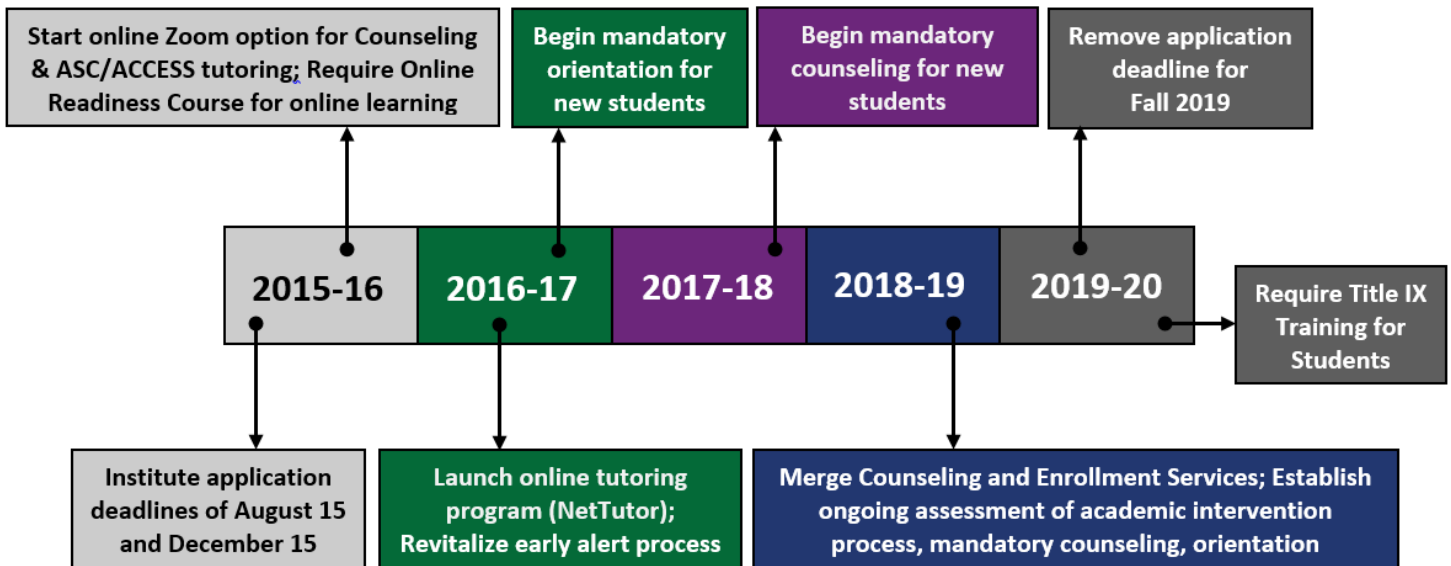 Start online Zoom option for Counseling
& ASC/ACCESS tutoring; Require Online
Readiness Course for online learning
Begin mandatory
orientation for
new students
Begin mandatory
counseling for new
students
Remove application
deadline for
Fall 2019
2015-16
2016-17
2017-18
2018-19
2019-20
Require Title IX
Training for
Students
Institute application
deadlines of August 15
and December 15
Launch online tutoring
program (NetTutor);
Revitalize early alert process
Merge Counseling and Enrollment Services; Establish
ongoing assessment of academic intervention
process, mandatory counseling, orientation